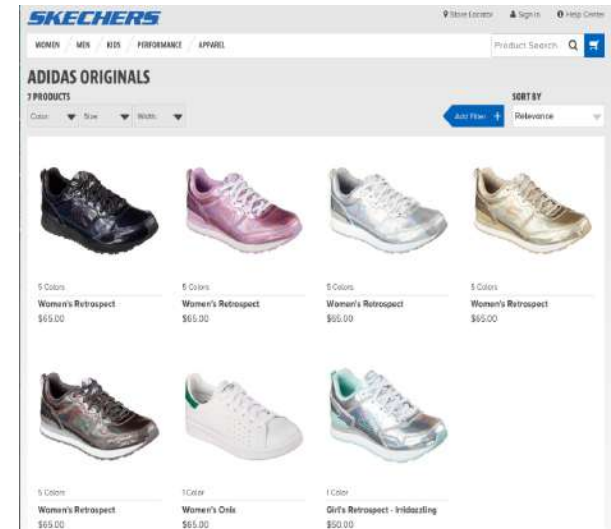 SKECHERS
Store Locator Sign In Help Center
WOMEN MEN KIDS PERFORMANCE APPAREL
Product Search
ADIDAS ORIGINALS
7 PRODUCTS
SORT BY
Color Size Width Add Filter + Relevance
5 Colors 5 Colors 5 Colors 5 Colors
Women's Retrospect Women's Retrospect Women's Retrospect Women's Retrospect
$65.00 $65.00 $65.00 $65.00
5 Colors 1 Color 1 Color
Women's Retrospect Women's Onix Girl's Retrospect - Irridazzling
$65.00 $65.00 $50.00